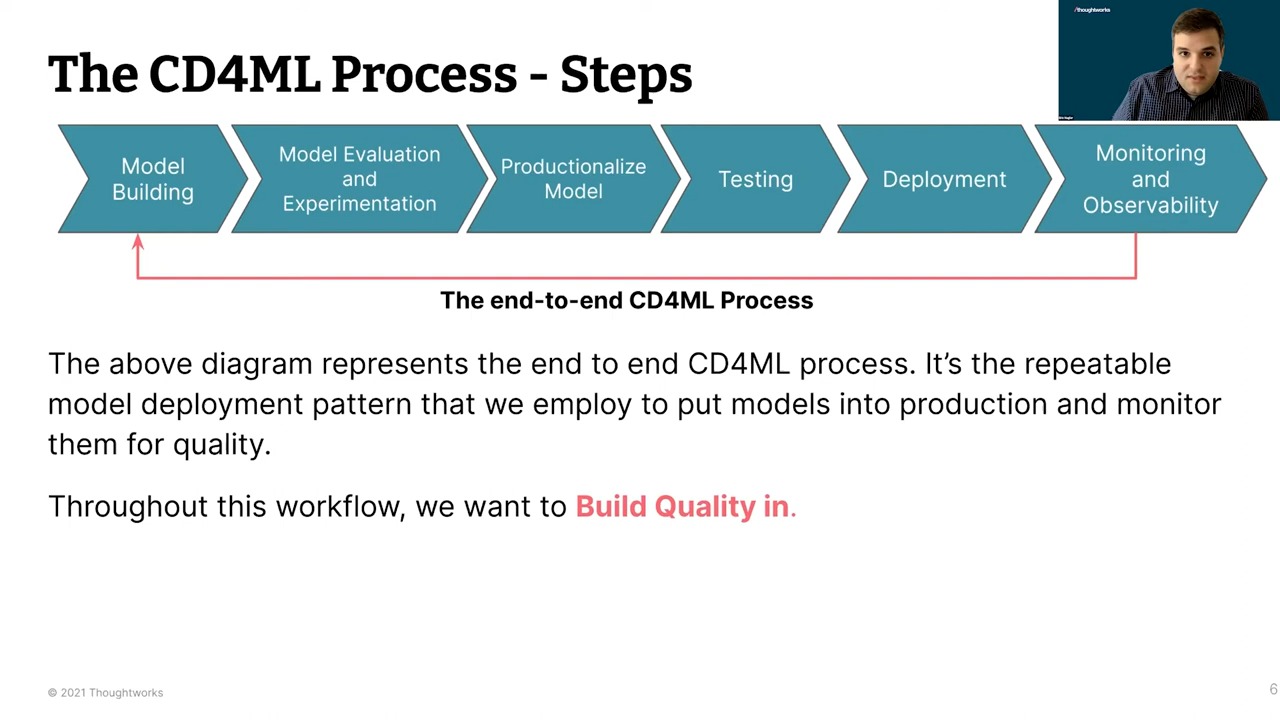 /thoughtworks
The CD4ML Process - Steps
Model
Building
Model Evaluation
and
Experimentation
Productionalize
Model
Testing
Deployment
Monitoring
and
Observability
The end-to-end CD4ML Process
The above diagram represents the end to end CD4ML process. It’s the repeatable
model deployment pattern that we employ to put models into production and monitor
them for quality.
Throughout this workflow, we want to Build Quality in.
© 2021 Thoughtworks
6